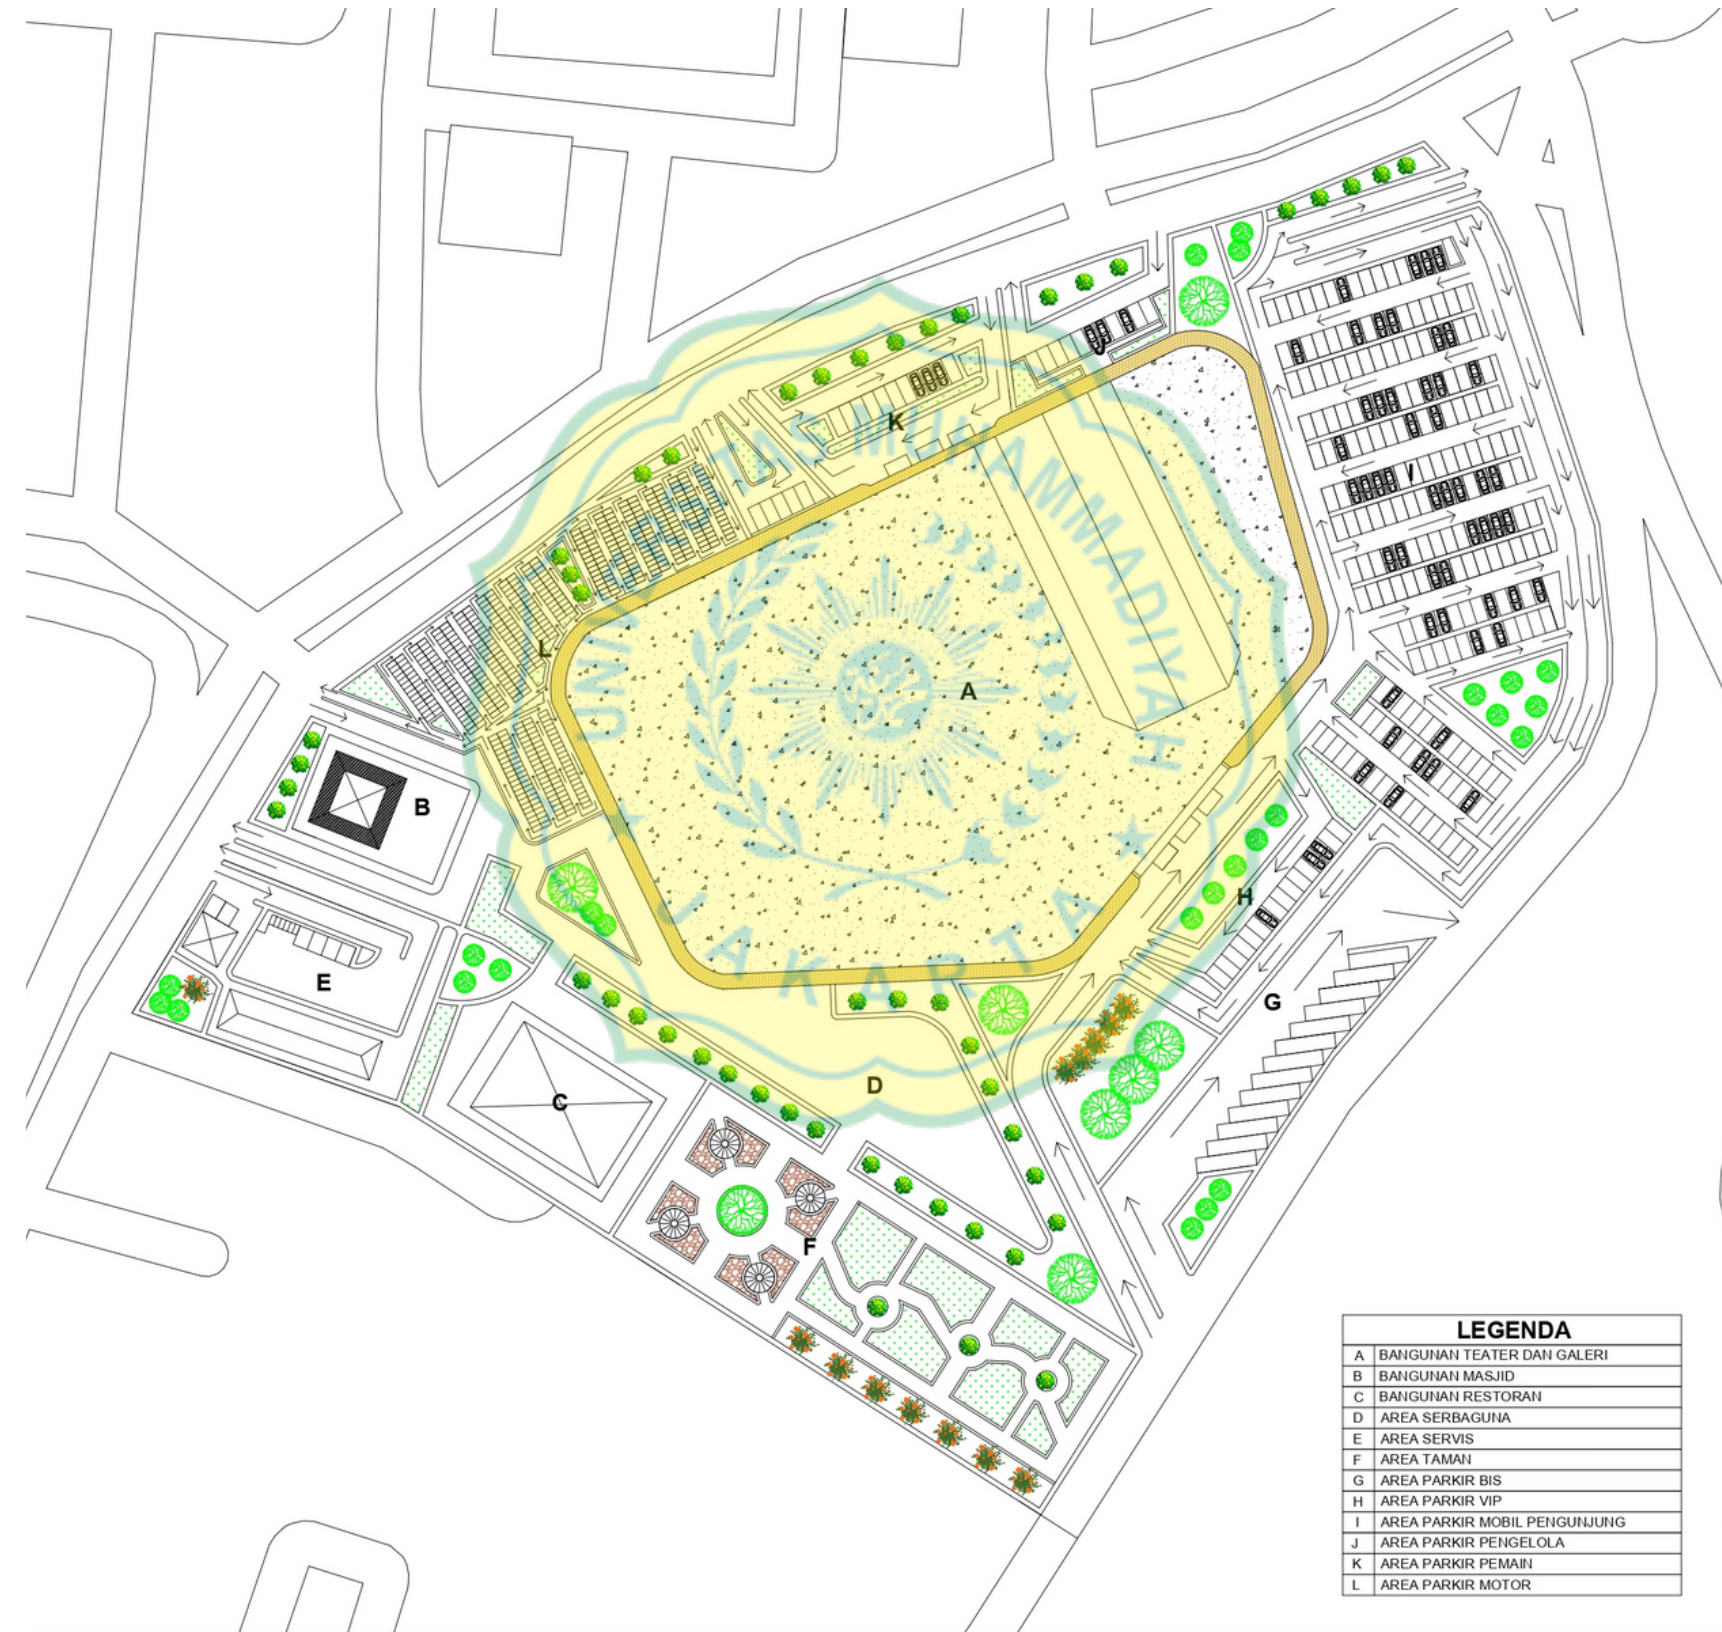 UNIVERSITAS MUHAMMADIYAH
JAKARTA
J
K
I
L
A
B
H
E
G
D
C
F
LEGENDA
A BANGUNAN TEATER DAN GALERI
B BANGUNAN MASJID
C BANGUNAN RESTORAN
D AREA SERBAGUNA
E AREA SERVIS
F AREA TAMAN
G AREA PARKIR BIS
H AREA PARKIR VIP
I AREA PARKIR MOBIL PENGUNJUNG
J AREA PARKIR PENGELOLA
K AREA PARKIR PEMAIN
L AREA PARKIR MOTOR